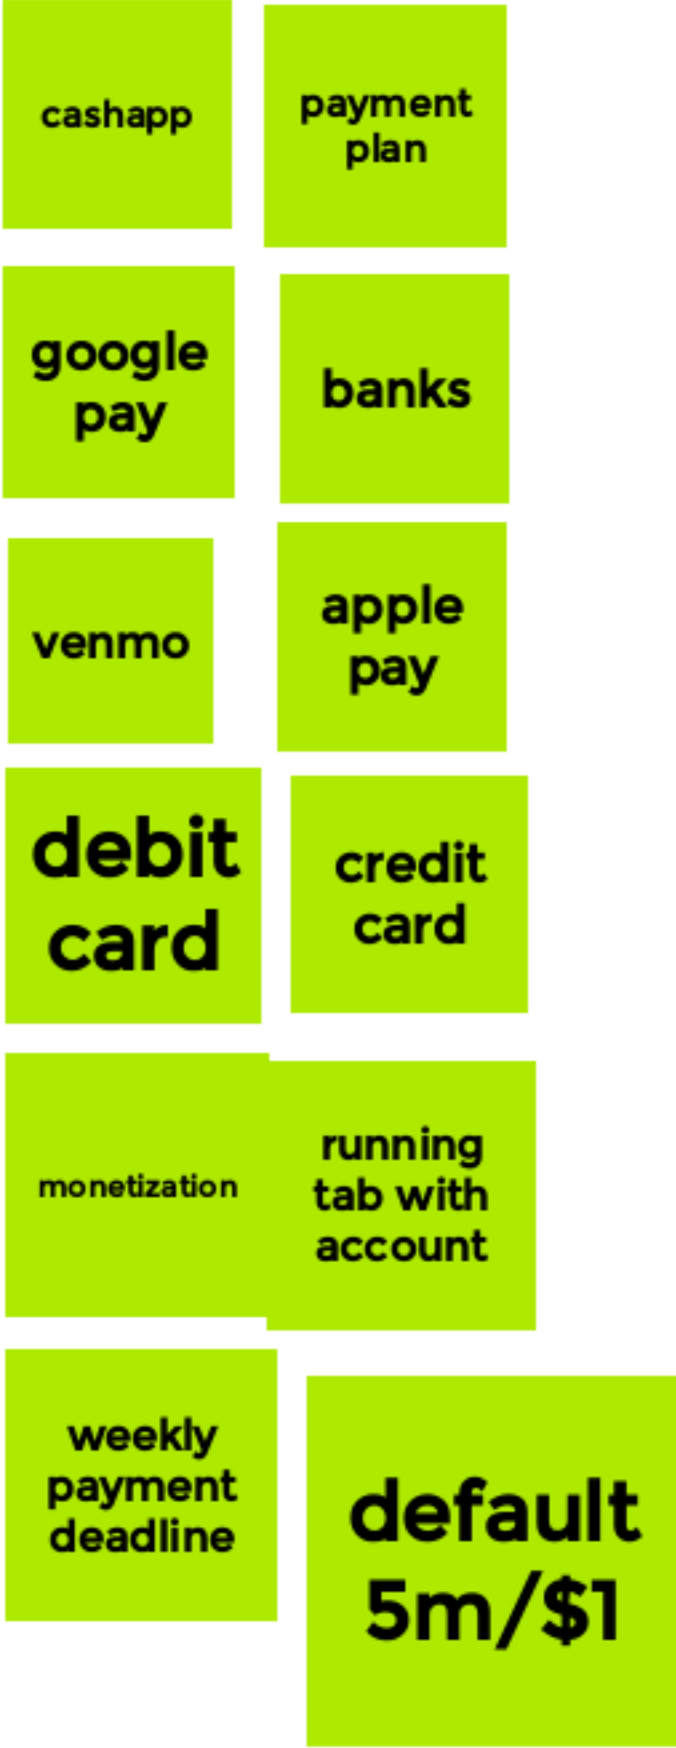 cashapp
payment
plan
google
pay
banks
venmo
apple
pay
debit
card
credit
card
monetization
running
tab with
account
weekly
payment
deadline
default
5m/$1